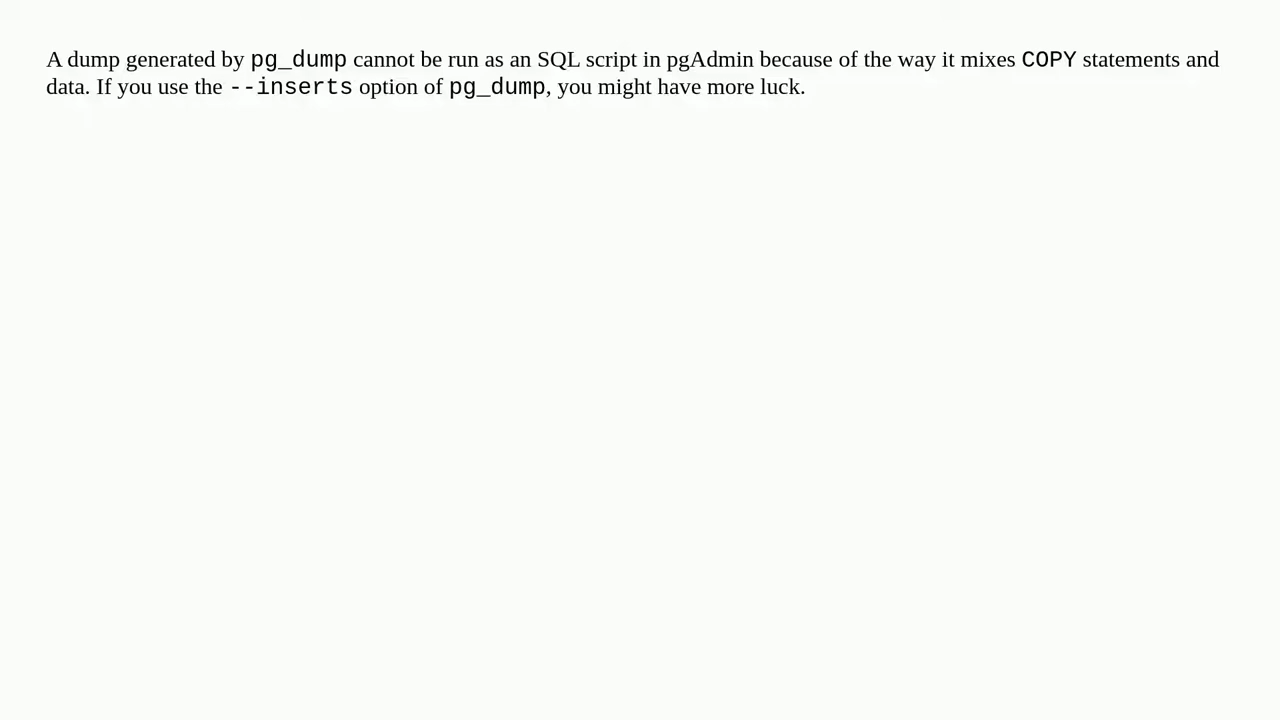 A dump generated by pg_dump cannot be run as an SQL script in pgAdmin because of the way it mixes COPY statements and
data. If you use the --inserts option of pg_dump, you might have more luck.